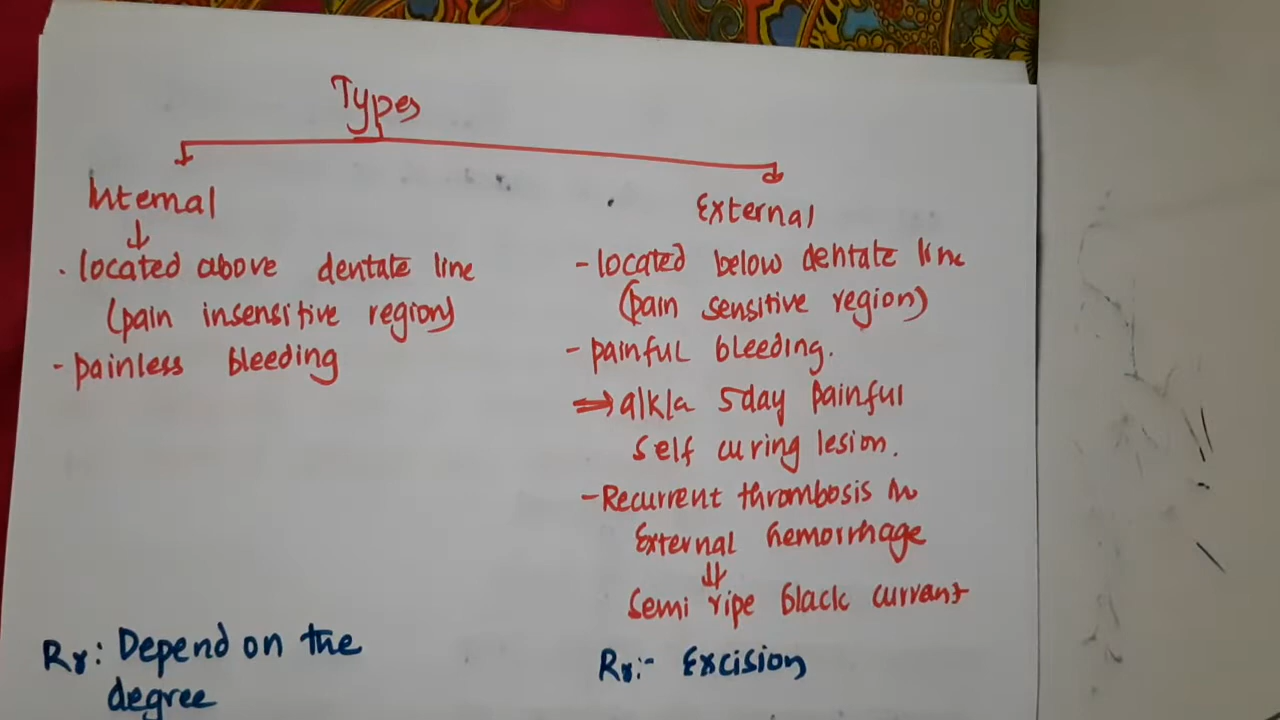 Types
Internal
. located above dentate line
(pain insensitive region)
- painless bleeding
Rx: Depend on the
degree
External
- located below dentate line
(pain sensitive region)
- painful bleeding.
⇒ a/k/a 5day painful
self curing lesion.
- Recurrent thrombosis in
External hemorrhage
⇓
semi ripe black currant
Rx:- Excision